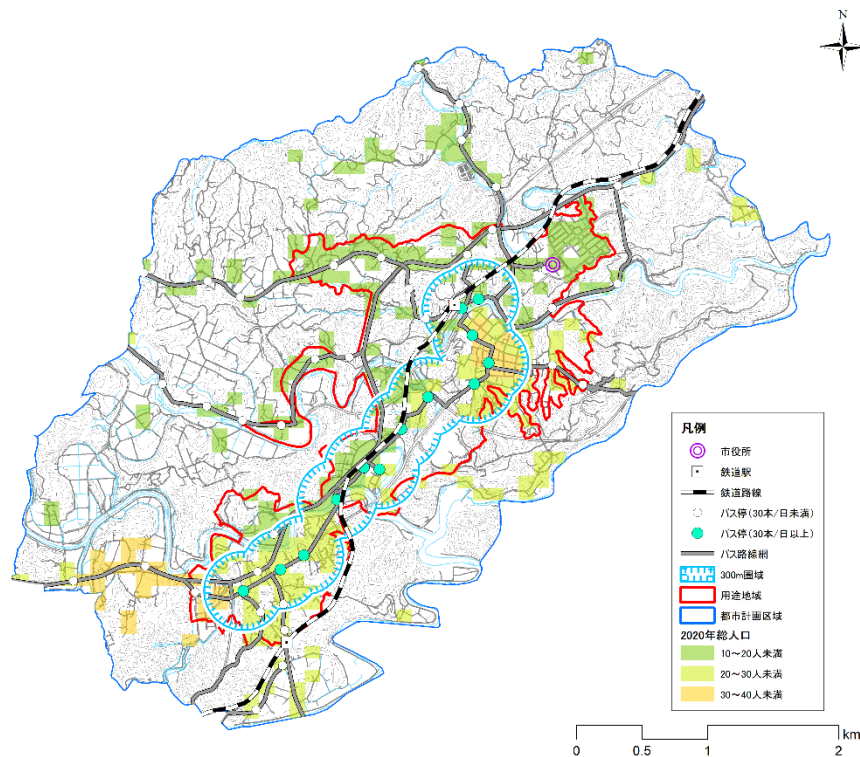 N
凡例
市役所
鉄道駅
鉄道路線
バス停(30本/日未満)
バス停(30本/日以上)
バス路線網
300m圏域
用途地域
都市計画区域
2020年総人口
10~20人未満
20~30人未満
30~40人未満
km
0 0.5 1 2